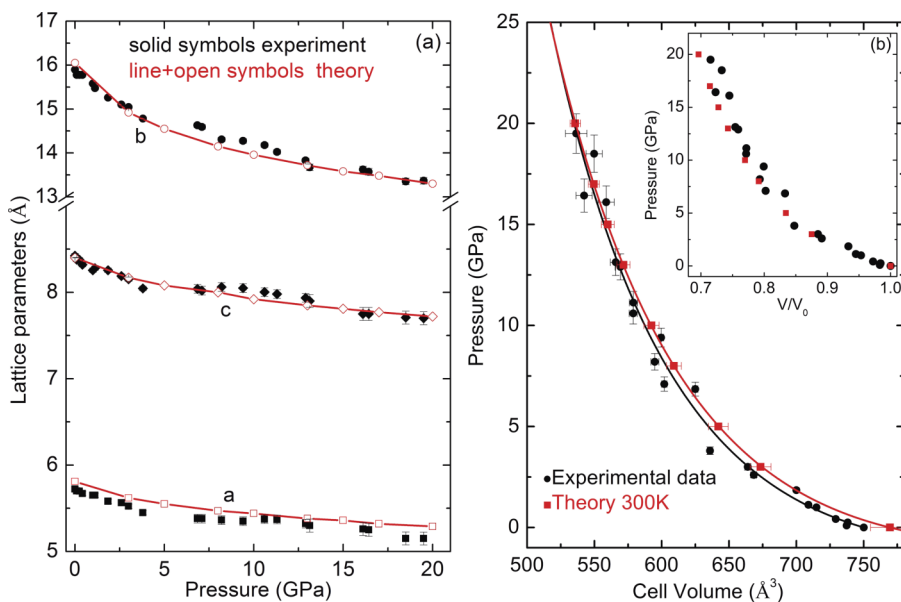 (a)
solid symbols experiment
line+open symbols theory
b
c
a
16
15
14
13
8
6
5
Lattice parameters (Å)
0
5
10
15
20
Pressure (GPa)
(b)
25
20
15
10
5
0
Pressure (GPa)
20
15
10
5
0
Pressure (GPa)
0.7
0.8
0.9
1.0
V/V₀
Experimental data
Theory 300K
500
550
600
650
700
750
Cell Volume (Å³)